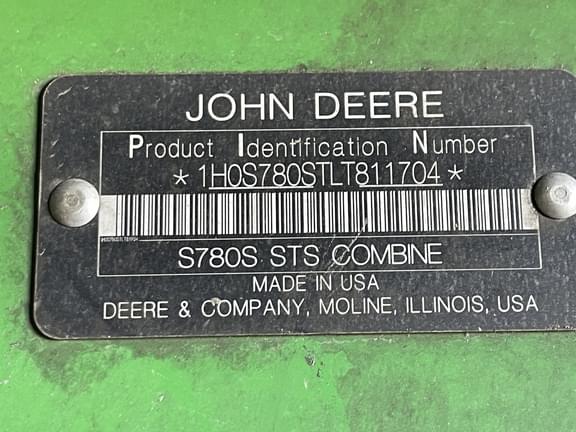 JOHN DEERE
Product Identification Number
*1H0S780STLT811704*
S780S STS COMBINE
MADE IN USA
DEERE & COMPANY, MOLINE, ILLINOIS, USA